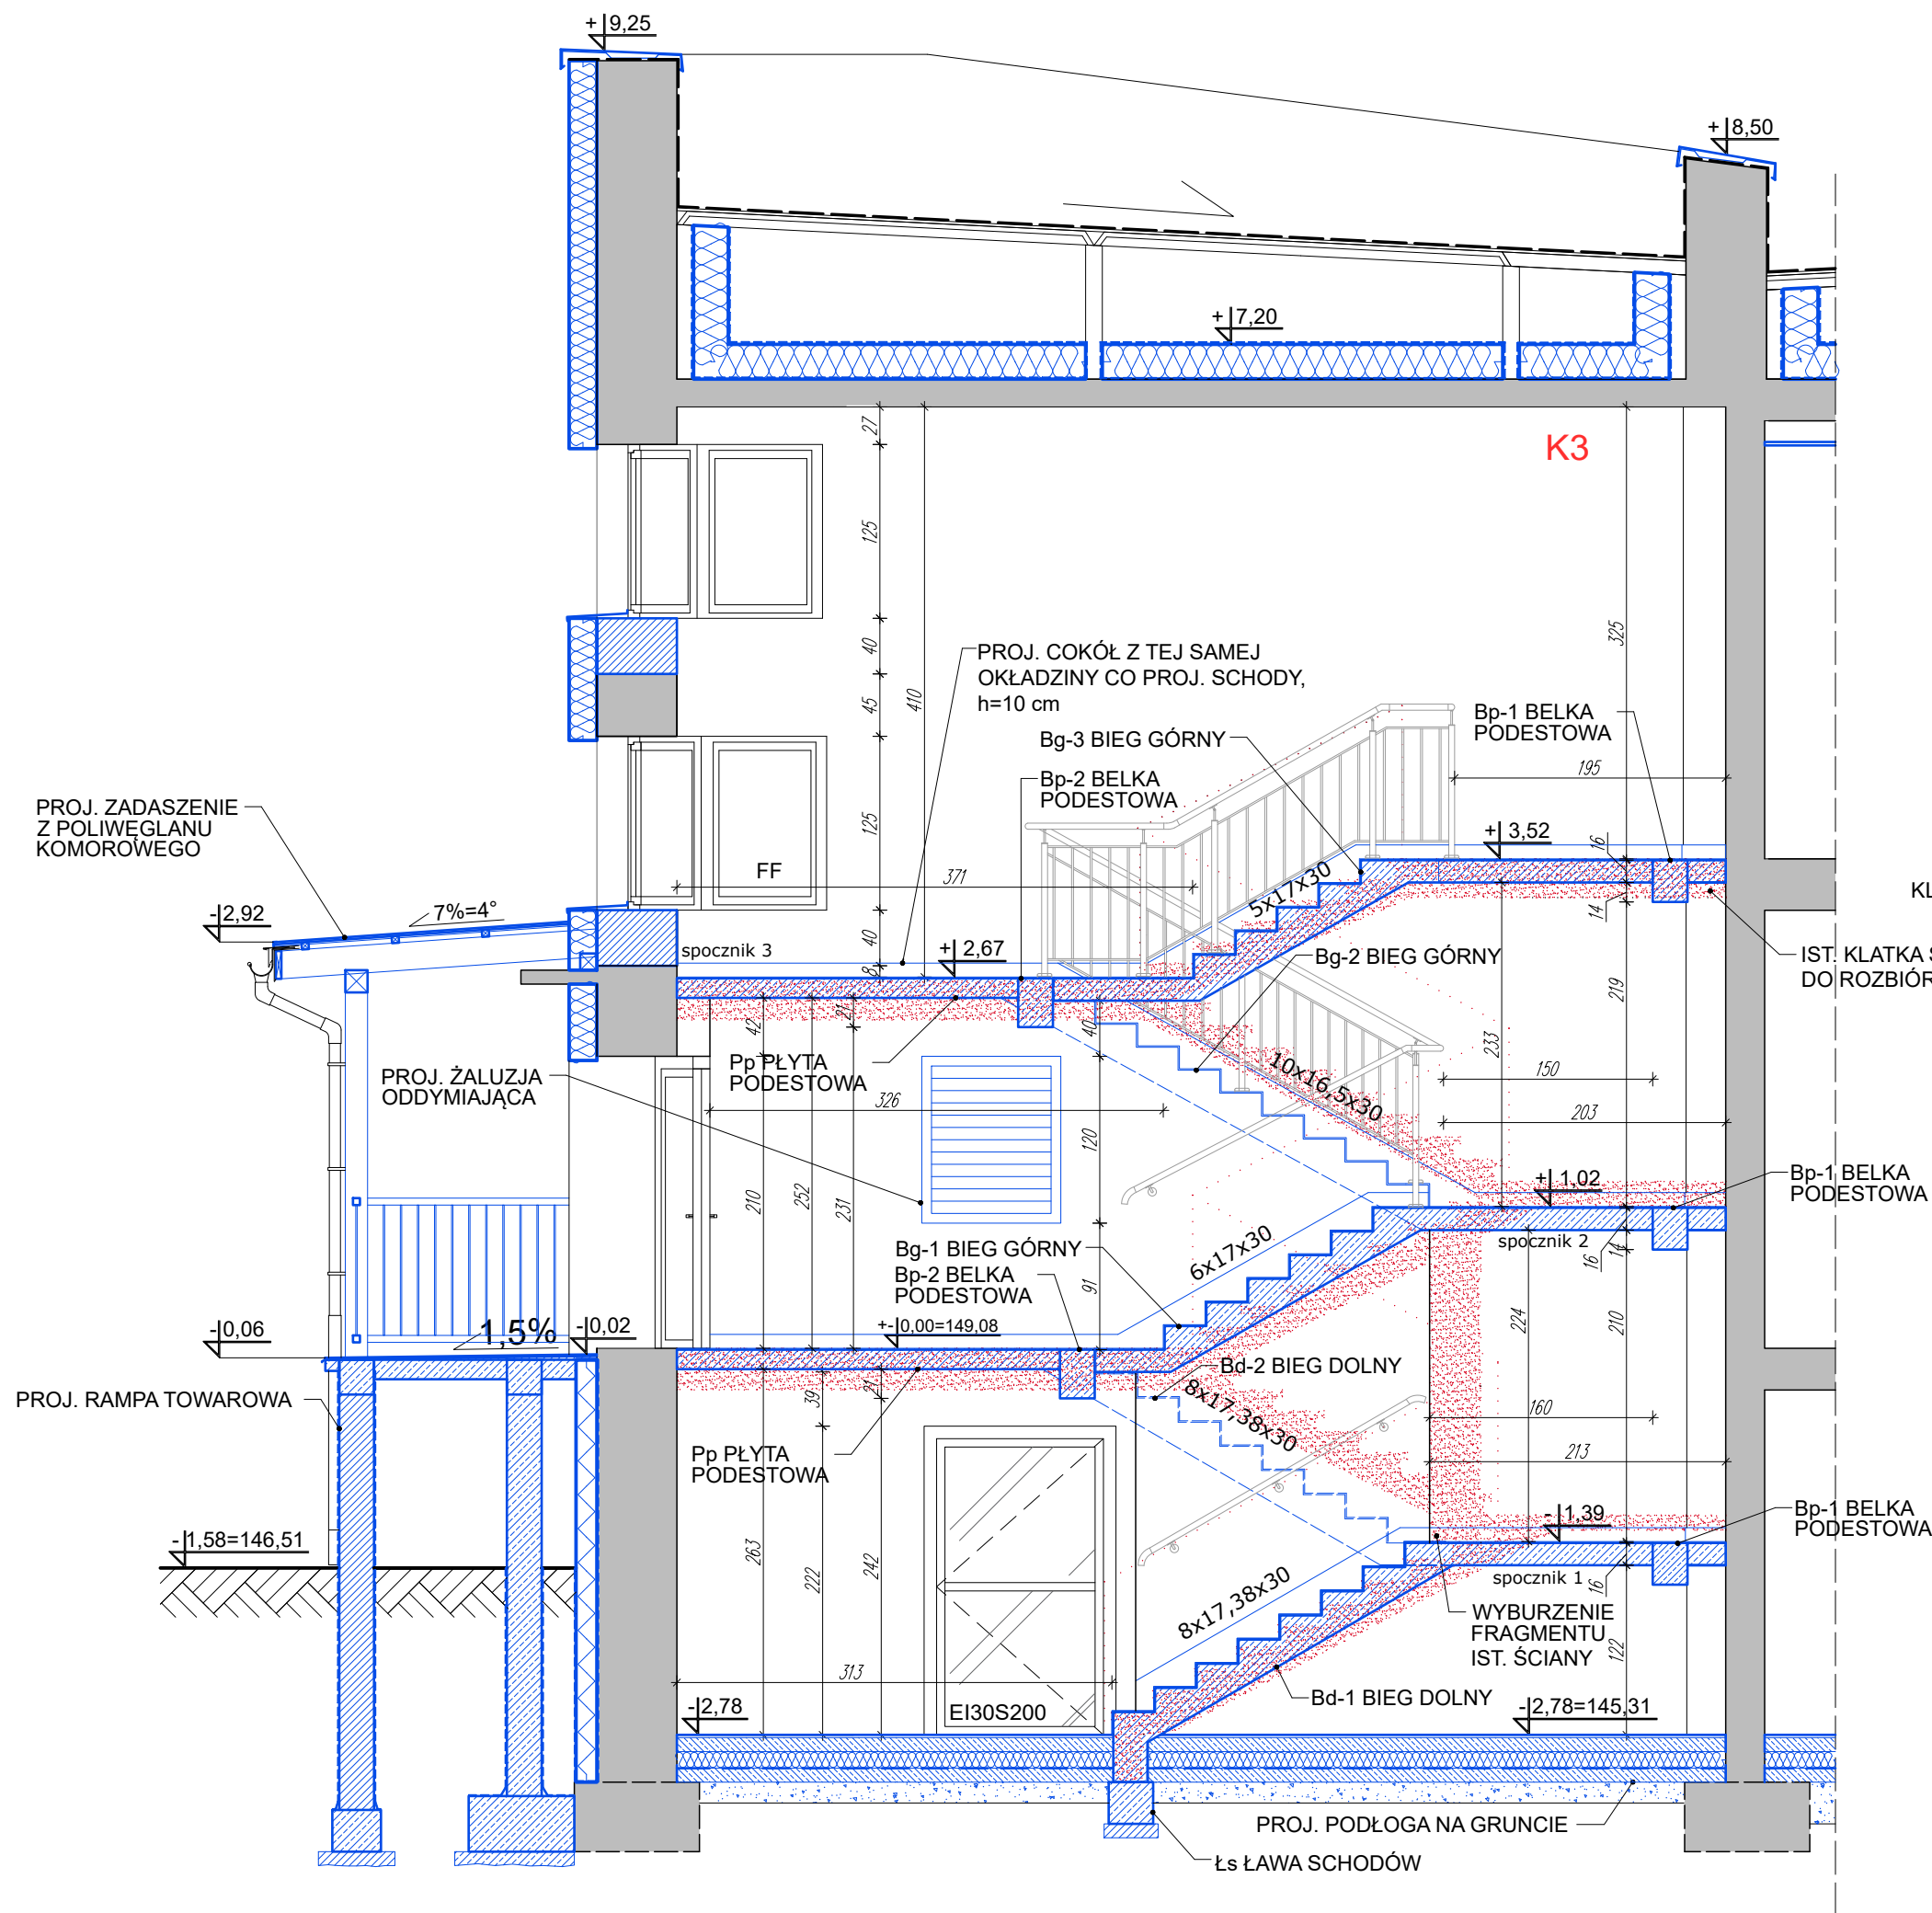 + 9,25
+ 8,50
+ 7,20
K3
27
125
40
45
410
325
PROJ. COKÓŁ Z TEJ SAMEJ
OKŁADZINY CO PROJ. SCHODY,
h=10 cm
Bp-1 BELKA
PODESTOWA
Bg-3 BIEG GÓRNY
195
Bp-2 BELKA
PODESTOWA
PROJ. ZADASZENIE
Z POLIWĘGLANU
KOMOROWEGO
125
+ 3,52
16
FF
371
5x17x30
14
KL
- 2,92
7%=4°
40
8
spocznik 3
+ 2,67
Bg-2 BIEG GÓRNY
IST. KLATKA S
DO ROZBIÓR
219
233
42
21
40
Pp PŁYTA
PODESTOWA
10x16,5x30
150
PROJ. ŻALUZJA
ODDYMIAJĄCA
326
203
120
210
252
231
+ 1,02
Bp-1 BELKA
PODESTOWA
Bg-1 BIEG GÓRNY
6x17x30
spocznik 2
16
14
Bp-2 BELKA
PODESTOWA
91
- 0,06
1,5%
- 0,02
+- 0,00=149,08
224
210
Bd-2 BIEG DOLNY
PROJ. RAMPA TOWAROWA
39
21
8x17,38x30
160
Pp PŁYTA
PODESTOWA
213
- 1,39
Bp-1 BELKA
PODESTOWA
- 1,58=146,51
263
222
242
spocznik 1
16
8x17,38x30
WYBURZENIE
FRAGMENTU
IST. ŚCIANY
122
313
Bd-1 BIEG DOLNY
- 2,78
EI30S200
- 2,78=145,31
PROJ. PODŁOGA NA GRUNCIE
Łs ŁAWA SCHODÓW